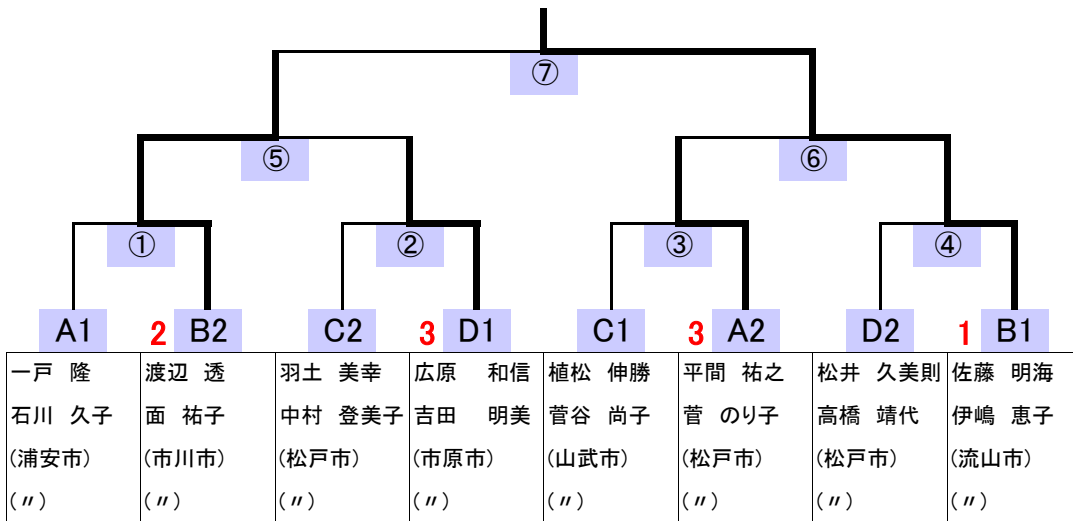 ⑦
⑤ ⑥
① ② ③ ④
A1 2 B2 C2 3 D1 C1 3 A2 D2 1 B1
一戸 隆 渡辺 透 羽土 美幸 広原 和信 植松 伸勝 平間 祐之 松井 久美則 佐藤 明海
石川 久子 面 祐子 中村 登美子 吉田 明美 菅谷 尚子 菅 のり子 高橋 靖代 伊嶋 恵子
(浦安市) (市川市) (松戸市) (市原市) (山武市) (松戸市) (松戸市) (流山市)
(〃) (〃) (〃) (〃) (〃) (〃) (〃) (〃)